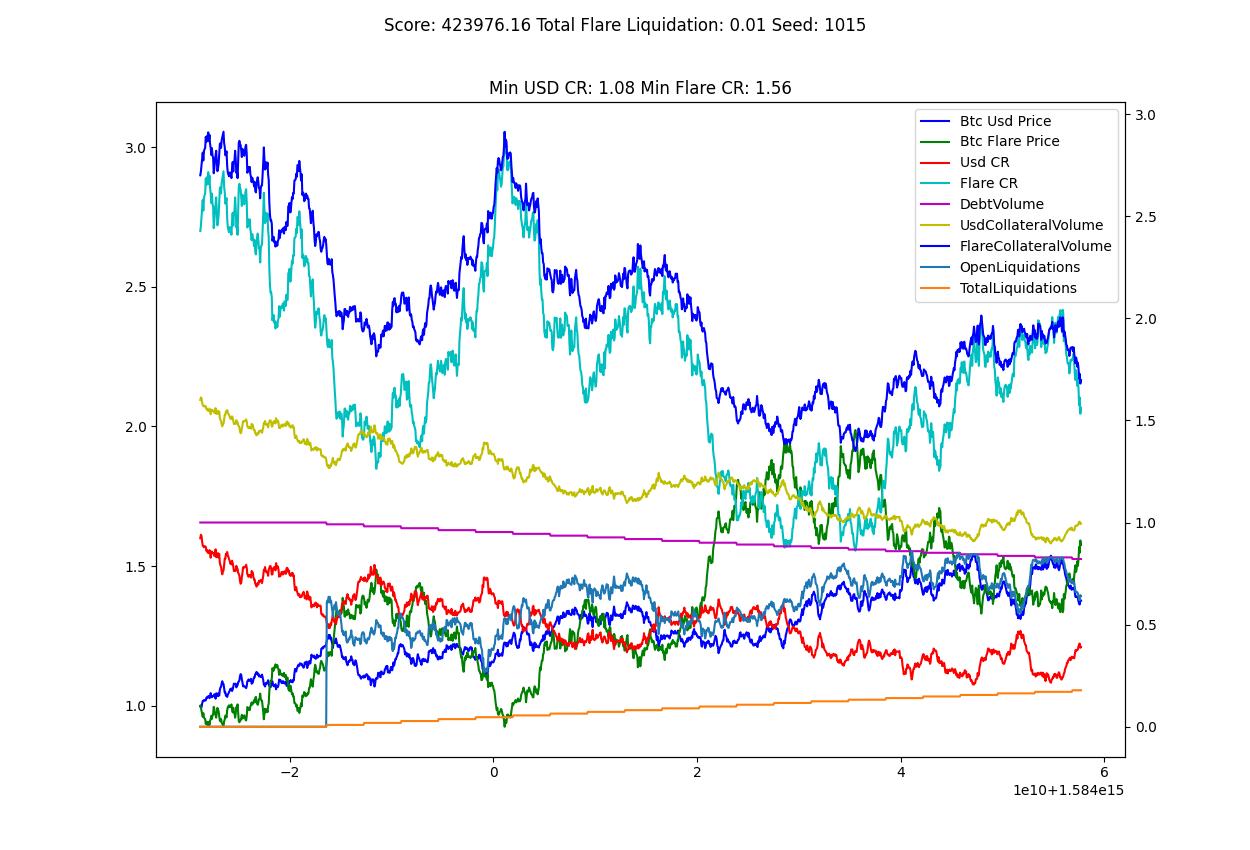 Score: 423976.16 Total Flare Liquidation: 0.01 Seed: 1015
Min USD CR: 1.08 Min Flare CR: 1.56
3.0
2.5
2.0
1.5
1.0
3.0
2.5
2.0
1.5
1.0
0.5
0.0
Btc Usd Price
Btc Flare Price
Usd CR
Flare CR
DebtVolume
UsdCollateralVolume
FlareCollateralVolume
OpenLiquidations
TotalLiquidations
−2 0 2 4 6
1e10+1.584e15